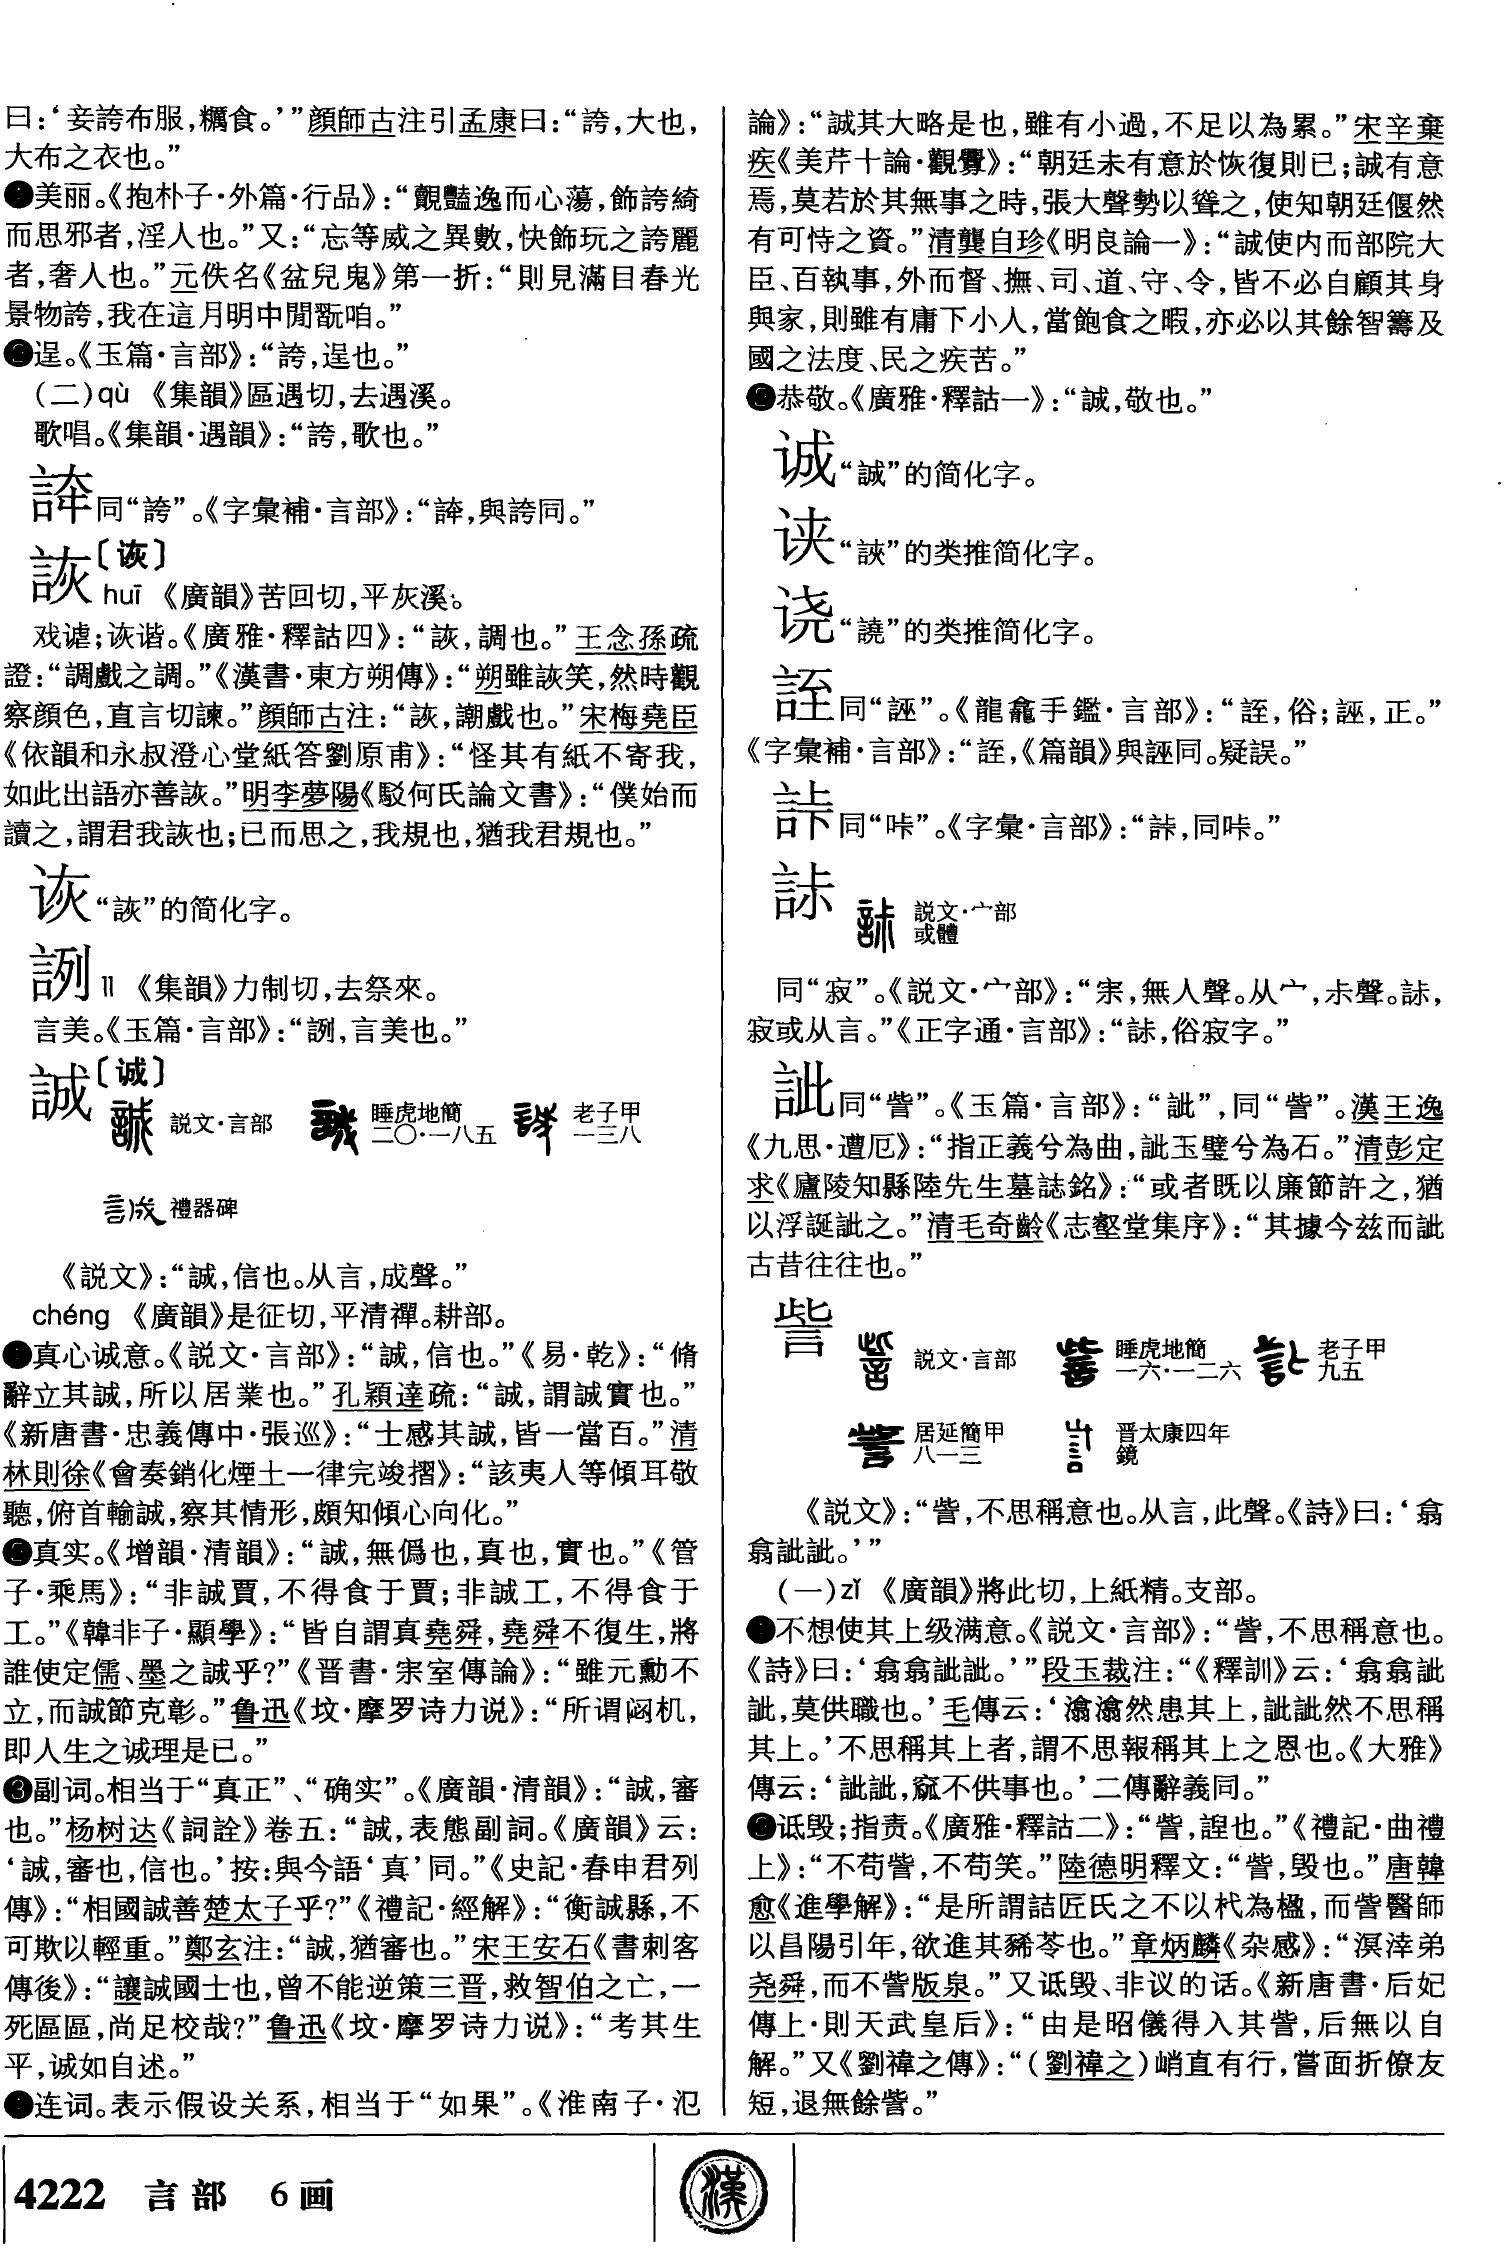 曰：‘妾誇布服，糲食。’”顔師古注引孟康曰：“誇，大也，
大布之衣也。”
美丽。《抱朴子·外篇·行品》：“覿豔逸而心蕩，飾誇綺
而思邪者，淫人也。”又：“忘等威之異數，快飾玩之誇麗
者，奢人也。”元佚名《盆兒鬼》第一折：“則見滿目春光
景物誇，我在這月明中閒翫咱。”
逞。《玉篇·言部》：“誇，逞也。”
（二）qù 《集韻》區遇切，去遇溪。
歌唱。《集韻·遇韻》：“誇，歌也。”
同“誇”。《字彙補·言部》：“，與誇同。”
詼〔诙〕
huī 《廣韻》苦回切，平灰溪。
戏谑；诙谐。《廣雅·釋詁四》：“詼，調也。”王念孫疏
證：“調戲之調。”《漢書·東方朔傳》：“朔雖詼笑，然時觀
察顔色，直言切諫。”顔師古注：“詼，謿戲也。”宋梅堯臣
《依韻和永叔澄心堂紙答劉原甫》：“怪其有紙不寄我，
如此出語亦善詼。”明李夢陽《駁何氏論文書》：“僕始而
讀之，謂君我詼也；已而思之，我規也，猶我君規也。”
诙“詼”的简化字。
𧧋 lì 《集韻》力制切，去祭來。
言美。《玉篇·言部》：“，言美也。”
誠〔诚〕
説文·言部 睡虎地簡二〇·一八五 老子甲一三八
禮器碑
《説文》：“誠，信也。从言，成聲。”
chéng 《廣韻》是征切，平清禪。耕部。
真心诚意。《説文·言部》：“誠，信也。”《易·乾》：“脩
辭立其誠，所以居業也。”孔穎達疏：“誠，謂誠實也。”
《新唐書·忠義傳中·張巡》：“士感其誠，皆一當百。”清
林則徐《會奏銷化煙土一律完竣摺》：“該夷人等傾耳敬
聽，俯首輸誠，察其情形，頗知傾心向化。”
真实。《增韻·清韻》：“誠，無僞也，真也，實也。”《管
子·乘馬》：“非誠賈，不得食于賈；非誠工，不得食于
工。”《韓非子·顯學》：“皆自謂真堯舜，堯舜不復生，將
誰使定儒、墨之誠乎？”《晋書·宗室傳論》：“雖元勳不
立，而誠節克彰。”鲁迅《坟·摩罗诗力说》：“所谓閟机，
即人生之诚理是已。”
❸副词。相当于“真正”、“确实”。《廣韻·清韻》：“誠，審
也。”杨树达《詞詮》卷五：“誠，表態副詞。《廣韻》云：
‘誠，審也，信也。’按：與今語‘真’同。”《史記·春申君列
傳》：“相國誠善楚太子乎？”《禮記·經解》：“衡誠縣，不
可欺以輕重。”鄭玄注：“誠，猶審也。”宋王安石《書刺客
傳後》：“讓誠國士也，曾不能逆策三晋，救智伯之亡，一
死區區，尚足校哉？”鲁迅《坟·摩罗诗力说》：“考其生
平，诚如自述。”
连词。表示假设关系，相当于“如果”。《淮南子·氾
論》：“誠其大略是也，雖有小過，不足以為累。”宋辛棄
疾《美芹十論·觀釁》：“朝廷未有意於恢復則已；誠有意
焉，莫若於其無事之時，張大聲勢以聳之，使知朝廷偃然
有可恃之資。”清龔自珍《明良論一》：“誠使内而部院大
臣、百執事，外而督、撫、司、道、守、令，皆不必自顧其身
與家，則雖有庸下小人，當飽食之暇，亦必以其餘智籌及
國之法度、民之疾苦。”
恭敬。《廣雅·釋詁一》：“誠，敬也。”
诚“誠”的简化字。
“”的类推简化字。
𫍢“譊”的类推简化字。
誈同“誣”。《龍龕手鑑·言部》：“，俗；誣，正。”
《字彙補·言部》：“，《篇韻》與誣同。疑誤。”
同“咔”。《字彙·言部》：“，同咔。”
説文·宀部或體
同“寂”。《説文·宀部》：“宋，無人聲。从宀，尗聲。，
寂或从言。”《正字通·言部》：“，俗寂字。”
訿同“訾”。《玉篇·言部》：“訿”，同“訾”。漢王逸
《九思·遭厄》：“指正義兮為曲，訿玉璧兮為石。”清彭定
求《廬陵知縣陸先生墓誌銘》：“或者既以廉節許之，猶
以浮誕訿之。”清毛奇齡《志壑堂集序》：“其據今兹而訿
古昔往往也。”
訾
説文·言部 睡虎地簡一六·一二六 老子甲九五
居延簡甲八一三 晋太康四年鏡
《説文》：“訾，不思稱意也。从言，此聲。《詩》曰：‘翕
翕訿訿。’”
（一）zǐ 《廣韻》將此切，上紙精。支部。
不想使其上级满意。《説文·言部》：“訾，不思稱意也。
《詩》曰：‘翕翕訿訿。’”段玉裁注：“《釋訓》云：‘翕翕訿
訿，莫供職也。’毛傳云：‘潝潝然患其上，訿訿然不思稱
其上。’不思稱其上者，謂不思報稱其上之恩也。《大雅》
傳云：‘訿訿，窳不供事也。’二傳辭義同。”
诋毁；指责。《廣雅·釋詁二》：“訾，諻也。”《禮記·曲禮
上》：“不苟訾，不苟笑。”陸德明釋文：“訾，毁也。”唐韓
愈《進學解》：“是所謂詰匠氏之不以杙為楹，而訾醫師
以昌陽引年，欲進其豨苓也。”章炳麟《杂感》：“溟涬弟
尧舜，而不訾版泉。”又诋毁、非议的话。《新唐書·后妃
傳上·則天武皇后》：“由是昭儀得入其訾，后無以自
解。”又《劉禕之傳》：“（劉禕之）峭直有行，嘗面折僚友
短，退無餘訾。”
4222 言部 6画
漢